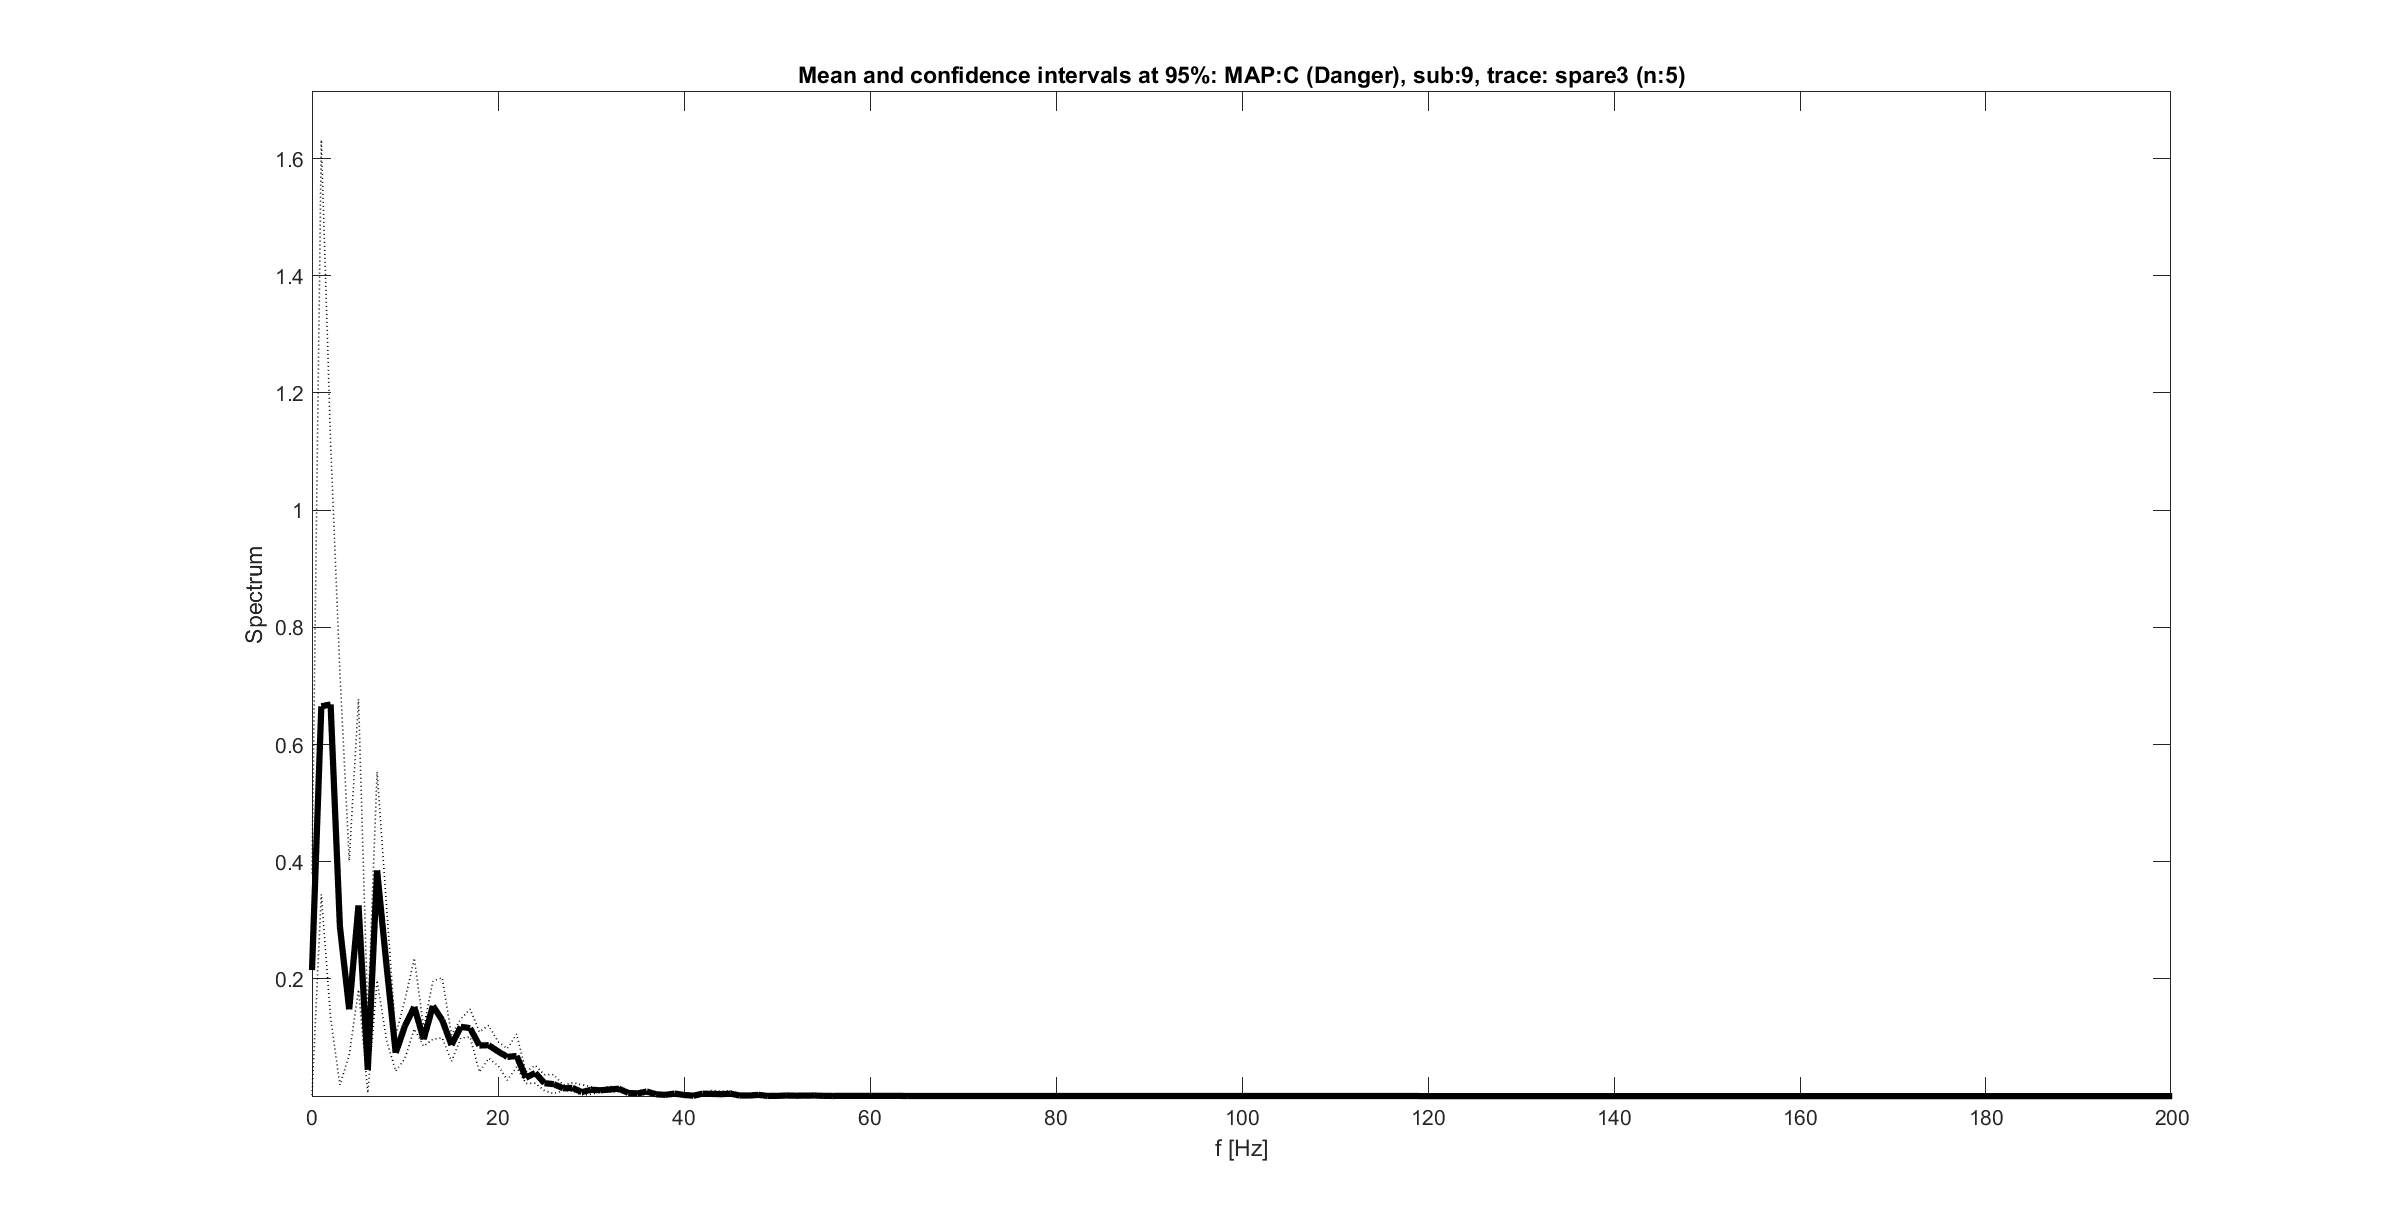 Mean and confidence intervals at 95%: MAP:C (Danger), sub:9, trace: spare3 (n:5)
1.6
1.4
1.2
1
0.8
0.6
0.4
0.2
Spectrum
0 20 40 60 80 100 120 140 160 180 200
f [Hz]